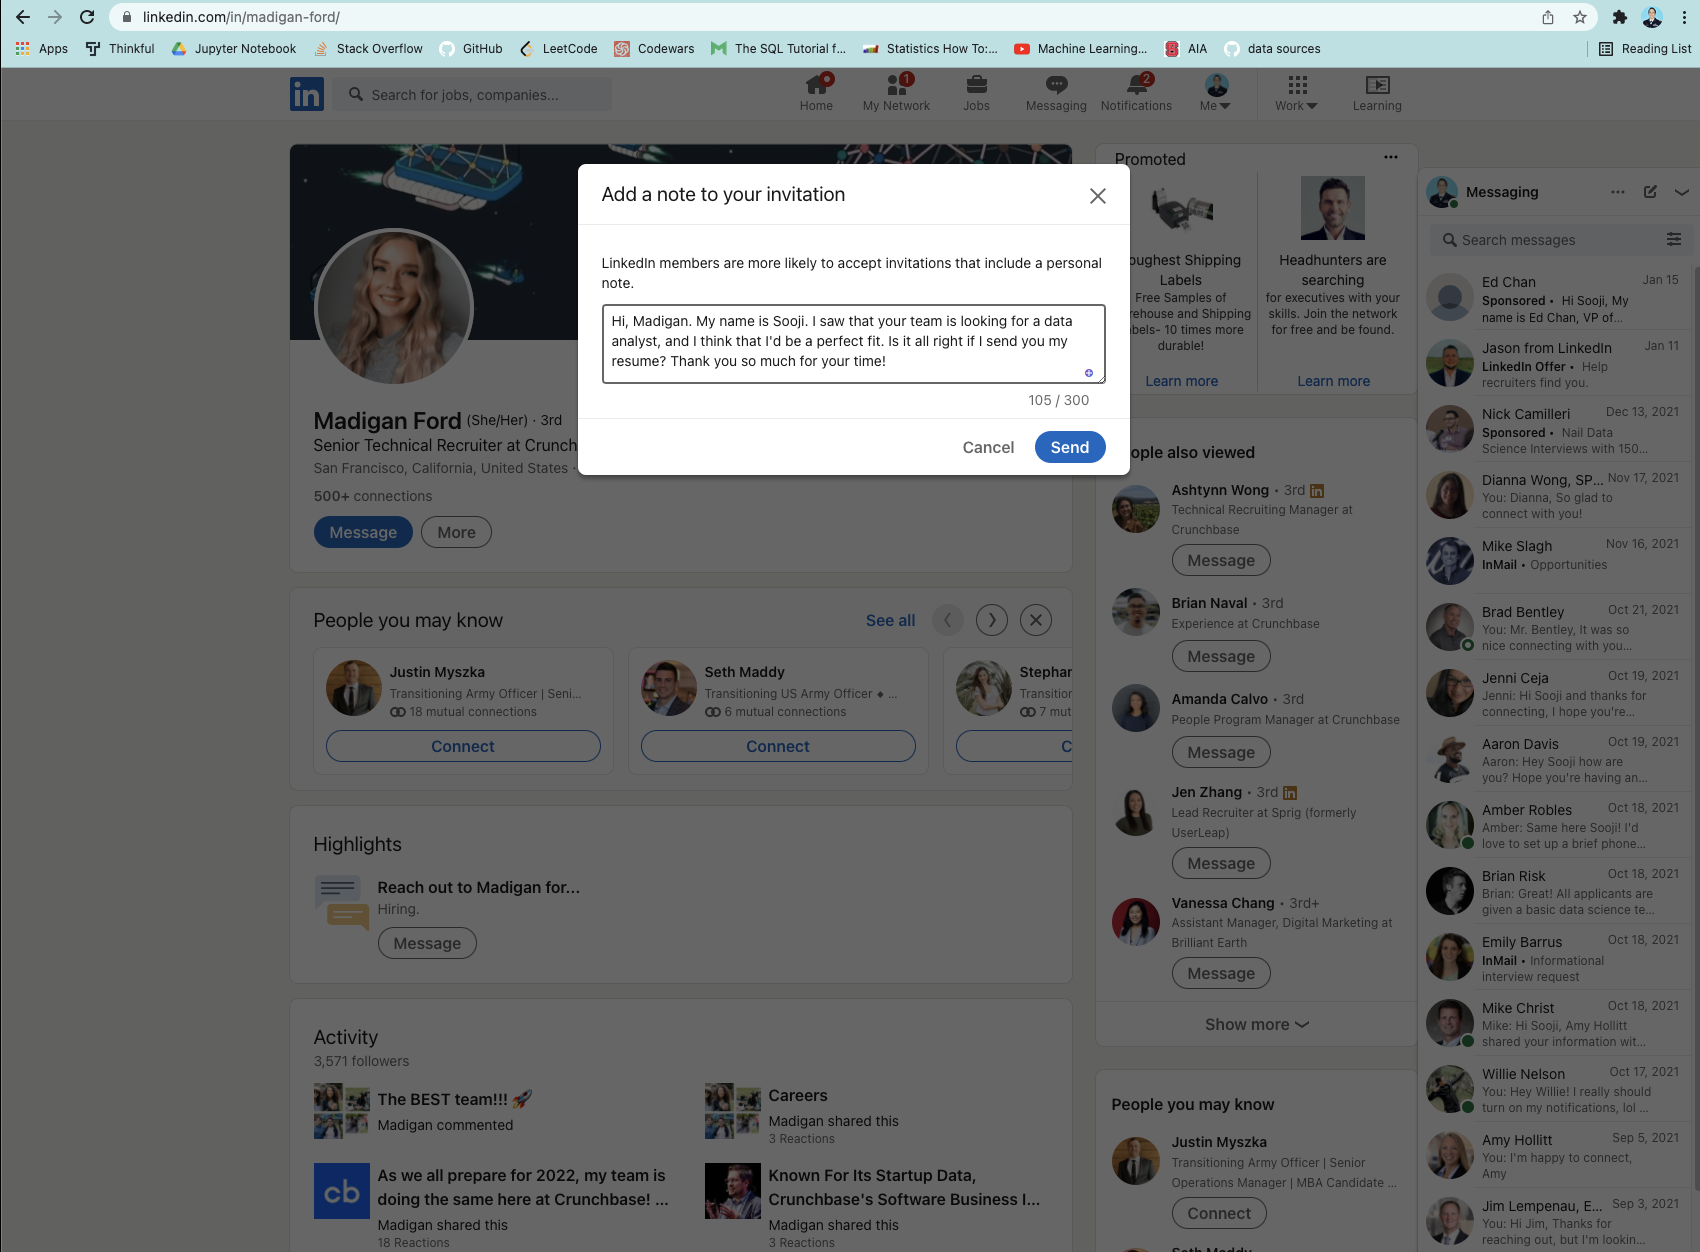 linkedin.com/in/madigan-ford/
Apps
Thinkful
Jupyter Notebook
Stack Overflow
GitHub
LeetCode
Codewars
The SQL Tutorial f...
Statistics How To:...
Machine Learning...
AIA
data sources
Reading List
in
Search for jobs, companies...
Home
1
My Network
Jobs
Messaging
2
Notifications
Me
Work
Learning
Add a note to your invitation
LinkedIn members are more likely to accept invitations that include a personal
note.
Hi, Madigan. My name is Sooji. I saw that your team is looking for a data
analyst, and I think that I'd be a perfect fit. Is it all right if I send you my
resume? Thank you so much for your time!
105 / 300
Cancel
Send
Madigan Ford (She/Her) · 3rd
Senior Technical Recruiter at Crunch
San Francisco, California, United States ·
500+ connections
Message
More
People you may know
See all
Justin Myszka
Transitioning Army Officer | Seni...
18 mutual connections
Connect
Seth Maddy
Transitioning US Army Officer ♦ ...
6 mutual connections
Connect
Stephar
Transition
7 mut
C
Highlights
Reach out to Madigan for...
Hiring.
Message
Activity
3,571 followers
The BEST team!!! 🚀
Madigan commented
Careers
Madigan shared this
3 Reactions
cb
As we all prepare for 2022, my team is
doing the same here at Crunchbase! ...
Madigan shared this
18 Reactions
Known For Its Startup Data,
Crunchbase's Software Business I...
Madigan shared this
3 Reactions
Promoted
oughest Shipping
Labels
Free Samples of
rehouse and Shipping
bels- 10 times more
durable!
Learn more
Headhunters are
searching
for executives with your
skills. Join the network
for free and be found.
Learn more
ople also viewed
Ashtynn Wong · 3rd in
Technical Recruiting Manager at
Crunchbase
Message
Brian Naval · 3rd
Experience at Crunchbase
Message
Amanda Calvo · 3rd
People Program Manager at Crunchbase
Message
Jen Zhang · 3rd in
Lead Recruiter at Sprig (formerly
UserLeap)
Message
Vanessa Chang · 3rd+
Assistant Manager, Digital Marketing at
Brilliant Earth
Message
Show more
People you may know
Justin Myszka
Transitioning Army Officer | Senior
Operations Manager | MBA Candidate ...
Connect
Seth Maddy
Messaging
Search messages
Ed Chan Jan 15
Sponsored • Hi Sooji, My
name is Ed Chan, VP of...
Jason from LinkedIn Jan 11
LinkedIn Offer • Help
recruiters find you.
Nick Camilleri Dec 13, 2021
Sponsored • Nail Data
Science Interviews with 150...
Dianna Wong, SP... Nov 17, 2021
You: Dianna, So glad to
connect with you!
Mike Slagh Nov 16, 2021
InMail • Opportunities
Brad Bentley Oct 21, 2021
You: Mr. Bentley, It was so
nice connecting with you...
Jenni Ceja Oct 19, 2021
Jenni: Hi Sooji and thanks for
connecting, I hope you're...
Aaron Davis Oct 19, 2021
Aaron: Hey Sooji how are
you? Hope you're having an...
Amber Robles Oct 18, 2021
Amber: Same here Sooji! I'd
love to set up a brief phone...
Brian Risk Oct 18, 2021
Brian: Great! All applicants are
given a basic data science te...
Emily Barrus Oct 18, 2021
InMail • Informational
interview request
Mike Christ Oct 18, 2021
Mike: Hi Sooji, Amy Hollitt
shared your information wit...
Willie Nelson Oct 17, 2021
You: Hey Willie! I really should
turn on my notifications, lol ...
Amy Hollitt Sep 5, 2021
You: I'm happy to connect,
Amy
Jim Lempenau, E... Sep 3, 2021
You: Hi Jim, Thanks for
reaching out, but I'm lookin...